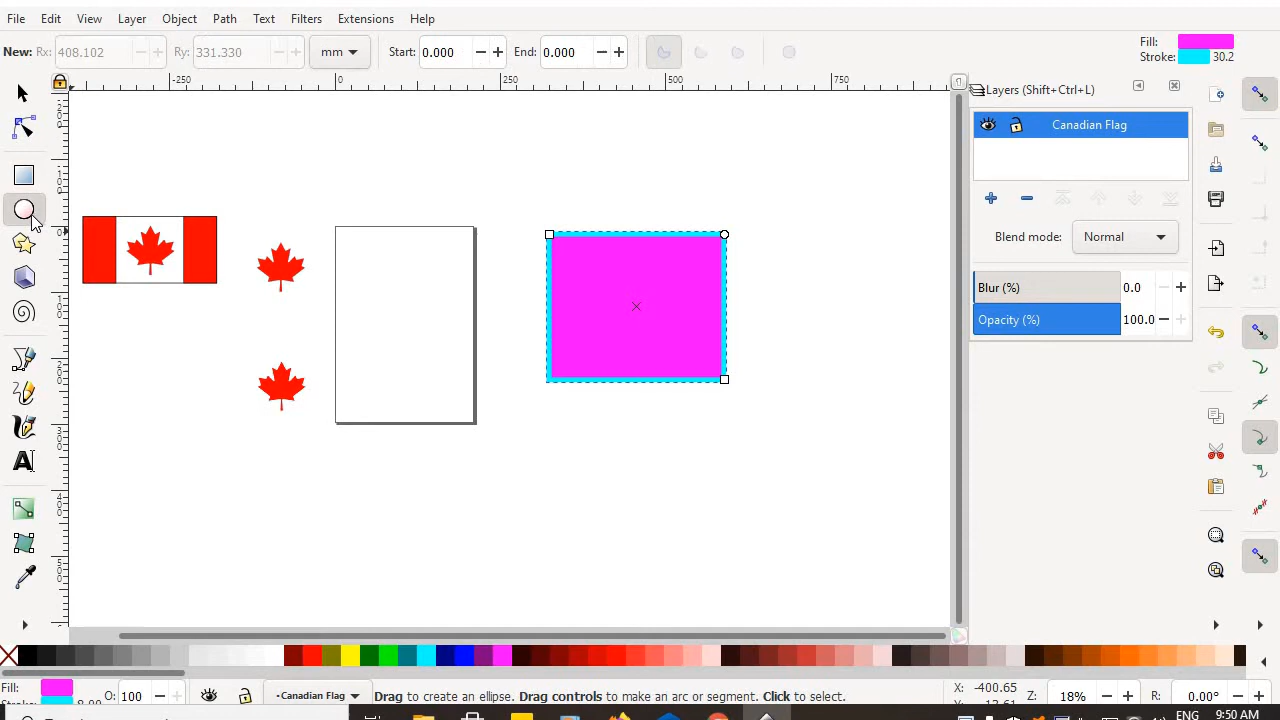 File Edit View Layer Object Path Text Filters Extensions Help
New: Rx: 408.102 Ry: 331.330 mm Start: 0.000 End: 0.000
Fill:
Stroke: 30.2
-250 0 250 500 750
Layers (Shift+Ctrl+L)
Canadian Flag
Blend mode: Normal
Blur (%) 0.0
Opacity (%) 100.0
Fill: O: 100 Canadian Flag Drag to create an ellipse. Drag controls to make an arc or segment. Click to select. X: -400.65 Z: 18% R: 0.00°
ENG 9:50 AM